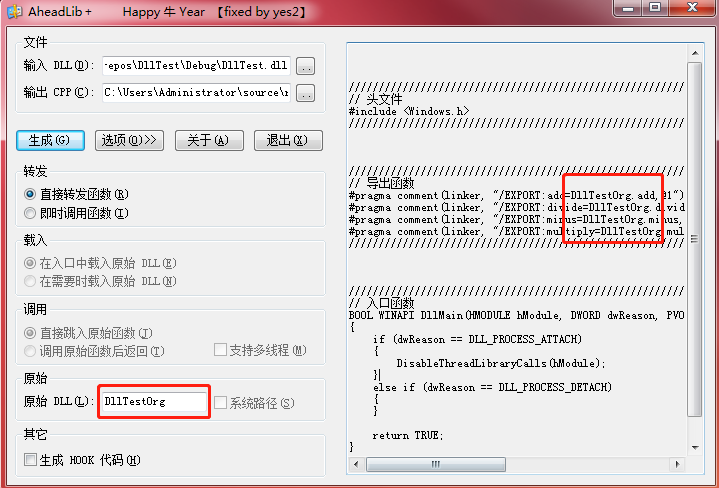 AheadLib + Happy 牛 Year 【fixed by yes2】
文件
输入 DLL(D): epos\DllTest\Debug\DllTest.dll ..
输出 CPP(C): C:\Users\Administrator\source\r ..
生成(G) 选项(O)>> 关于(A) 退出(X)
转发
直接转发函数(R)
即时调用函数(I)
载入
在入口中载入原始 DLL(E)
在需要时载入原始 DLL(N)
调用
直接跳入原始函数(J)
调用原始函数后返回(T) 支持多线程(M)
原始
原始 DLL(L): DllTestOrg 系统路径(S)
其它
生成 HOOK 代码(H)
////////////////////////////////////////////////
// 头文件
#include <Windows.h>
////////////////////////////////////////////////
////////////////////////////////////////////////
// 导出函数
#pragma comment(linker, "/EXPORT:add=DllTestOrg.add,@1")
#pragma comment(linker, "/EXPORT:divide=DllTestOrg.divid
#pragma comment(linker, "/EXPORT:minus=DllTestOrg.minus,
#pragma comment(linker, "/EXPORT:multiply=DllTestOrg.mul
////////////////////////////////////////////////
////////////////////////////////////////////////
// 入口函数
BOOL WINAPI DllMain(HMODULE hModule, DWORD dwReason, PVO
{
if (dwReason == DLL_PROCESS_ATTACH)
{
DisableThreadLibraryCalls(hModule);
}
else if (dwReason == DLL_PROCESS_DETACH)
{
}
return TRUE;
}